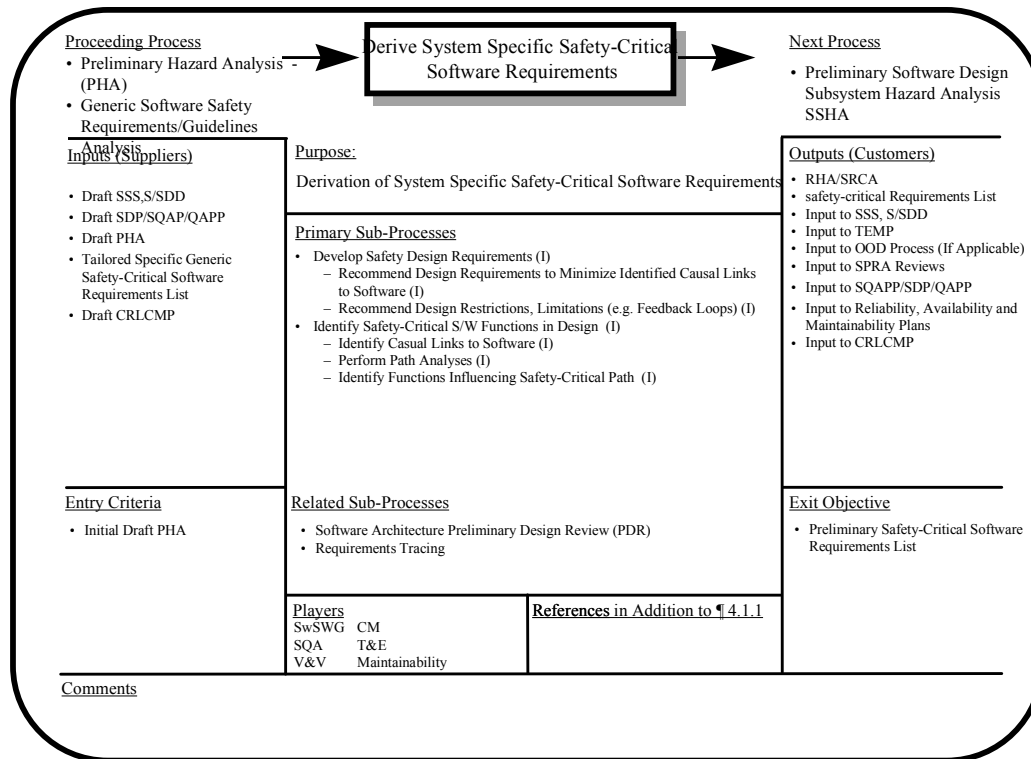 Proceeding Process
• Preliminary Hazard Analysis -
(PHA)
• Generic Software Safety
Requirements/Guidelines
Analysis
Derive System Specific Safety-Critical
Software Requirements
Next Process
• Preliminary Software Design
Subsystem Hazard Analysis
SSHA
Inputs (Suppliers)
• Draft SSS,S/SDD
• Draft SDP/SQAP/QAPP
• Draft PHA
• Tailored Specific Generic
Safety-Critical Software
Requirements List
• Draft CRLCMP
Purpose:
Derivation of System Specific Safety-Critical Software Requirements
Primary Sub-Processes
• Develop Safety Design Requirements (I)
– Recommend Design Requirements to Minimize Identified Causal Links
to Software (I)
– Recommend Design Restrictions, Limitations (e.g. Feedback Loops) (I)
• Identify Safety-Critical S/W Functions in Design (I)
– Identify Casual Links to Software (I)
– Perform Path Analyses (I)
– Identify Functions Influencing Safety-Critical Path (I)
Outputs (Customers)
• RHA/SRCA
• safety-critical Requirements List
• Input to SSS, S/SDD
• Input to TEMP
• Input to OOD Process (If Applicable)
• Input to SPRA Reviews
• Input to SQAPP/SDP/QAPP
• Input to Reliability, Availability and
Maintainability Plans
• Input to CRLCMP
Entry Criteria
• Initial Draft PHA
Related Sub-Processes
• Software Architecture Preliminary Design Review (PDR)
• Requirements Tracing
Exit Objective
• Preliminary Safety-Critical Software
Requirements List
Players
SwSWG CM
SQA T&E
V&V Maintainability
References in Addition to ¶ 4.1.1
Comments